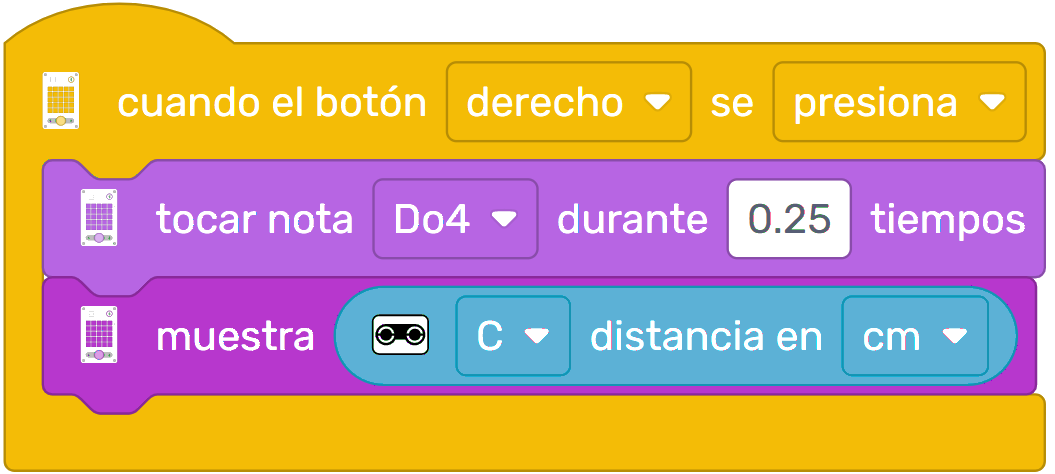 cuando el botón derecho se presiona
tocar nota Do4 durante 0.25 tiempos
muestra C distancia en cm